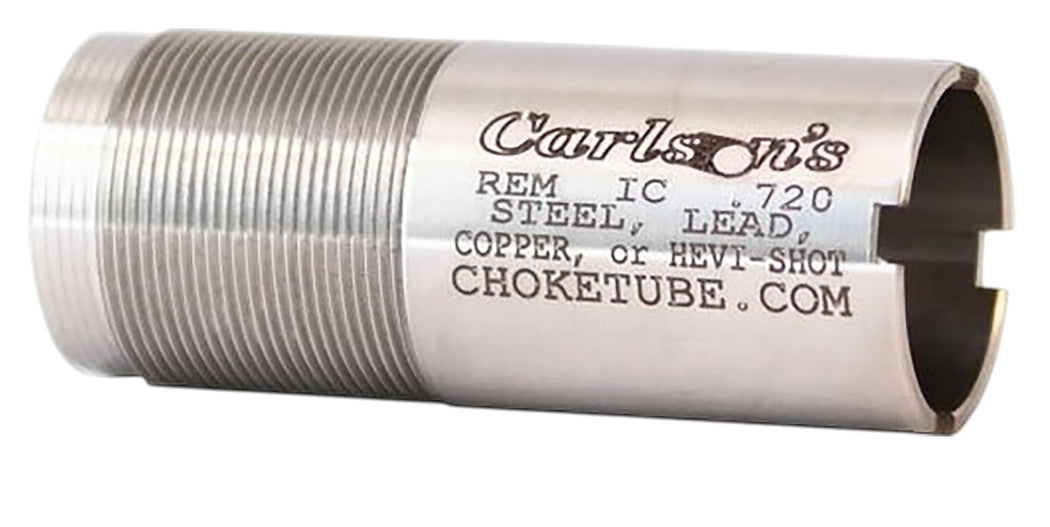 Carlson's
REM IC .720
STEEL, LEAD,
COPPER, or HEVI-SHOT
CHOKETUBE.COM